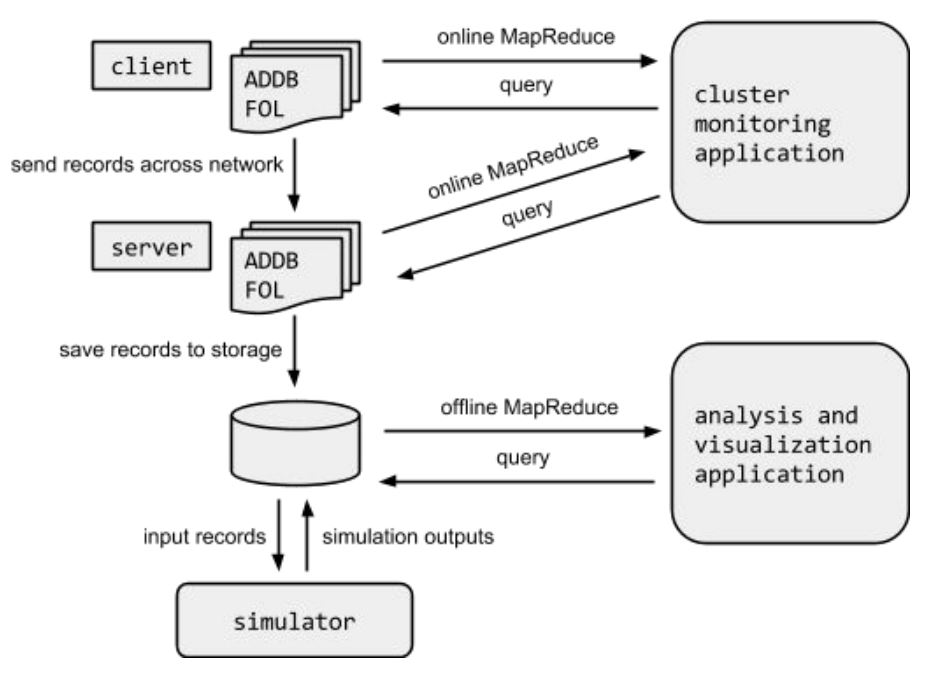 client
ADDB
FOL
online MapReduce
query
cluster
monitoring
application
send records across network
online MapReduce
query
server
ADDB
FOL
save records to storage
offline MapReduce
query
analysis and
visualization
application
input records
simulation outputs
simulator